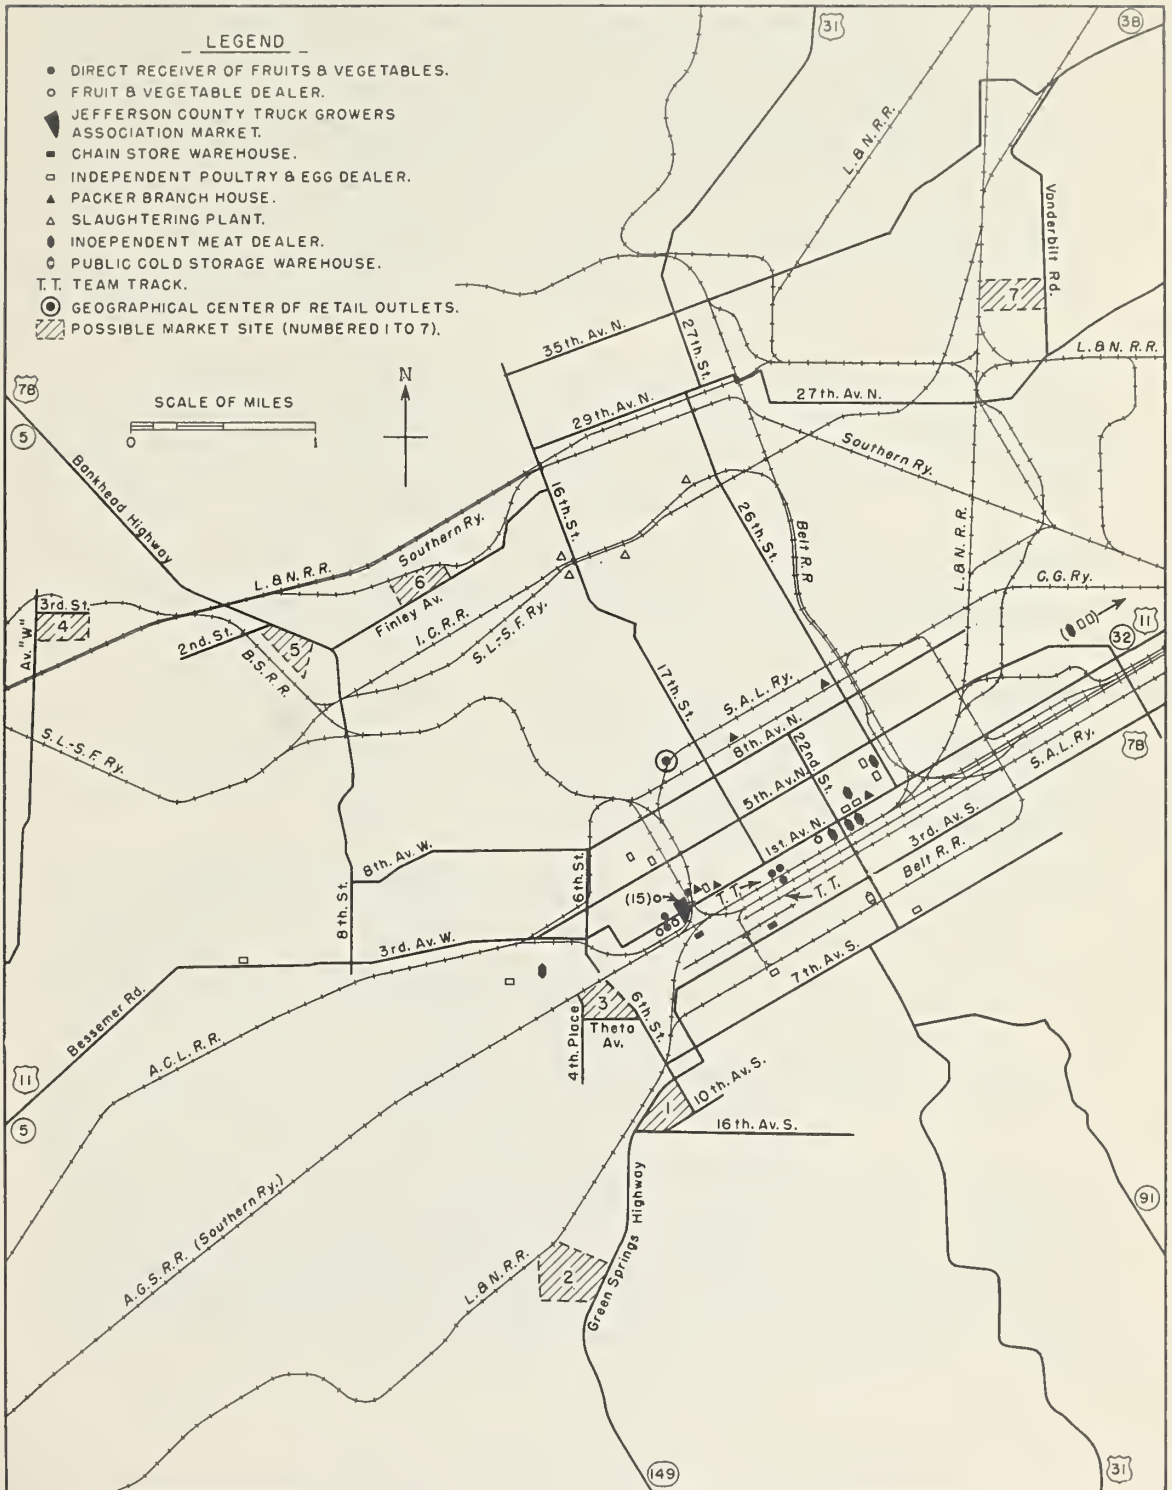 LEGEND
DIRECT RECEIVER OF FRUITS & VEGETABLES.
FRUIT & VEGETABLE DEALER.
JEFFERSON COUNTY TRUCK GROWERS
ASSOCIATION MARKET.
CHAIN STORE WAREHOUSE.
INDEPENDENT POULTRY & EGG DEALER.
PACKER BRANCH HOUSE.
SLAUGHTERING PLANT.
INDEPENDENT MEAT DEALER.
PUBLIC COLD STORAGE WAREHOUSE.
T.T. TEAM TRACK.
GEOGRAPHICAL CENTER OF RETAIL OUTLETS.
POSSIBLE MARKET SITE (NUMBERED 1 TO 7).
SCALE OF MILES
0 1
N
31
38
L.&N.R.R.
Vanderbilt Rd.
7
35th. Av. N.
27th. St.
L.&N.R.R.
29th. Av. N.
27th. Av. N.
78
5
Bankhead Highway
Southern Ry.
16th. St.
26th. St.
Belt R.R
L.&N.R.R.
Southern Ry.
L.&N.R.R.
6
C.G.Ry.
3rd. St.
4
Av. "W"
Finley Av.
I.C.R.R.
S.L.-S.F. Ry.
2nd. St.
5
B.S.R.R.
11
32
17th. St.
S.A.L. Ry.
S.L.-S.F. Ry.
8th. Av. N.
22nd. St.
S.A.L. Ry.
78
5th. Av. N.
1st. Av. N.
3rd. Av. S.
8th. Av. W.
6th. St.
Belt R.R.
(15)
T.T.
T.T.
8th. St.
3rd. Av. W.
7th. Av. S.
Bessemer Rd.
3
6th. St.
4th. Place
Theta
Av.
A.C.L.R.R.
11
5
10th. Av. S.
1
16th. Av. S.
91
A.G.S.R.R. (Southern Ry.)
Green Springs Highway
L.&N.R.R.
2
149
31